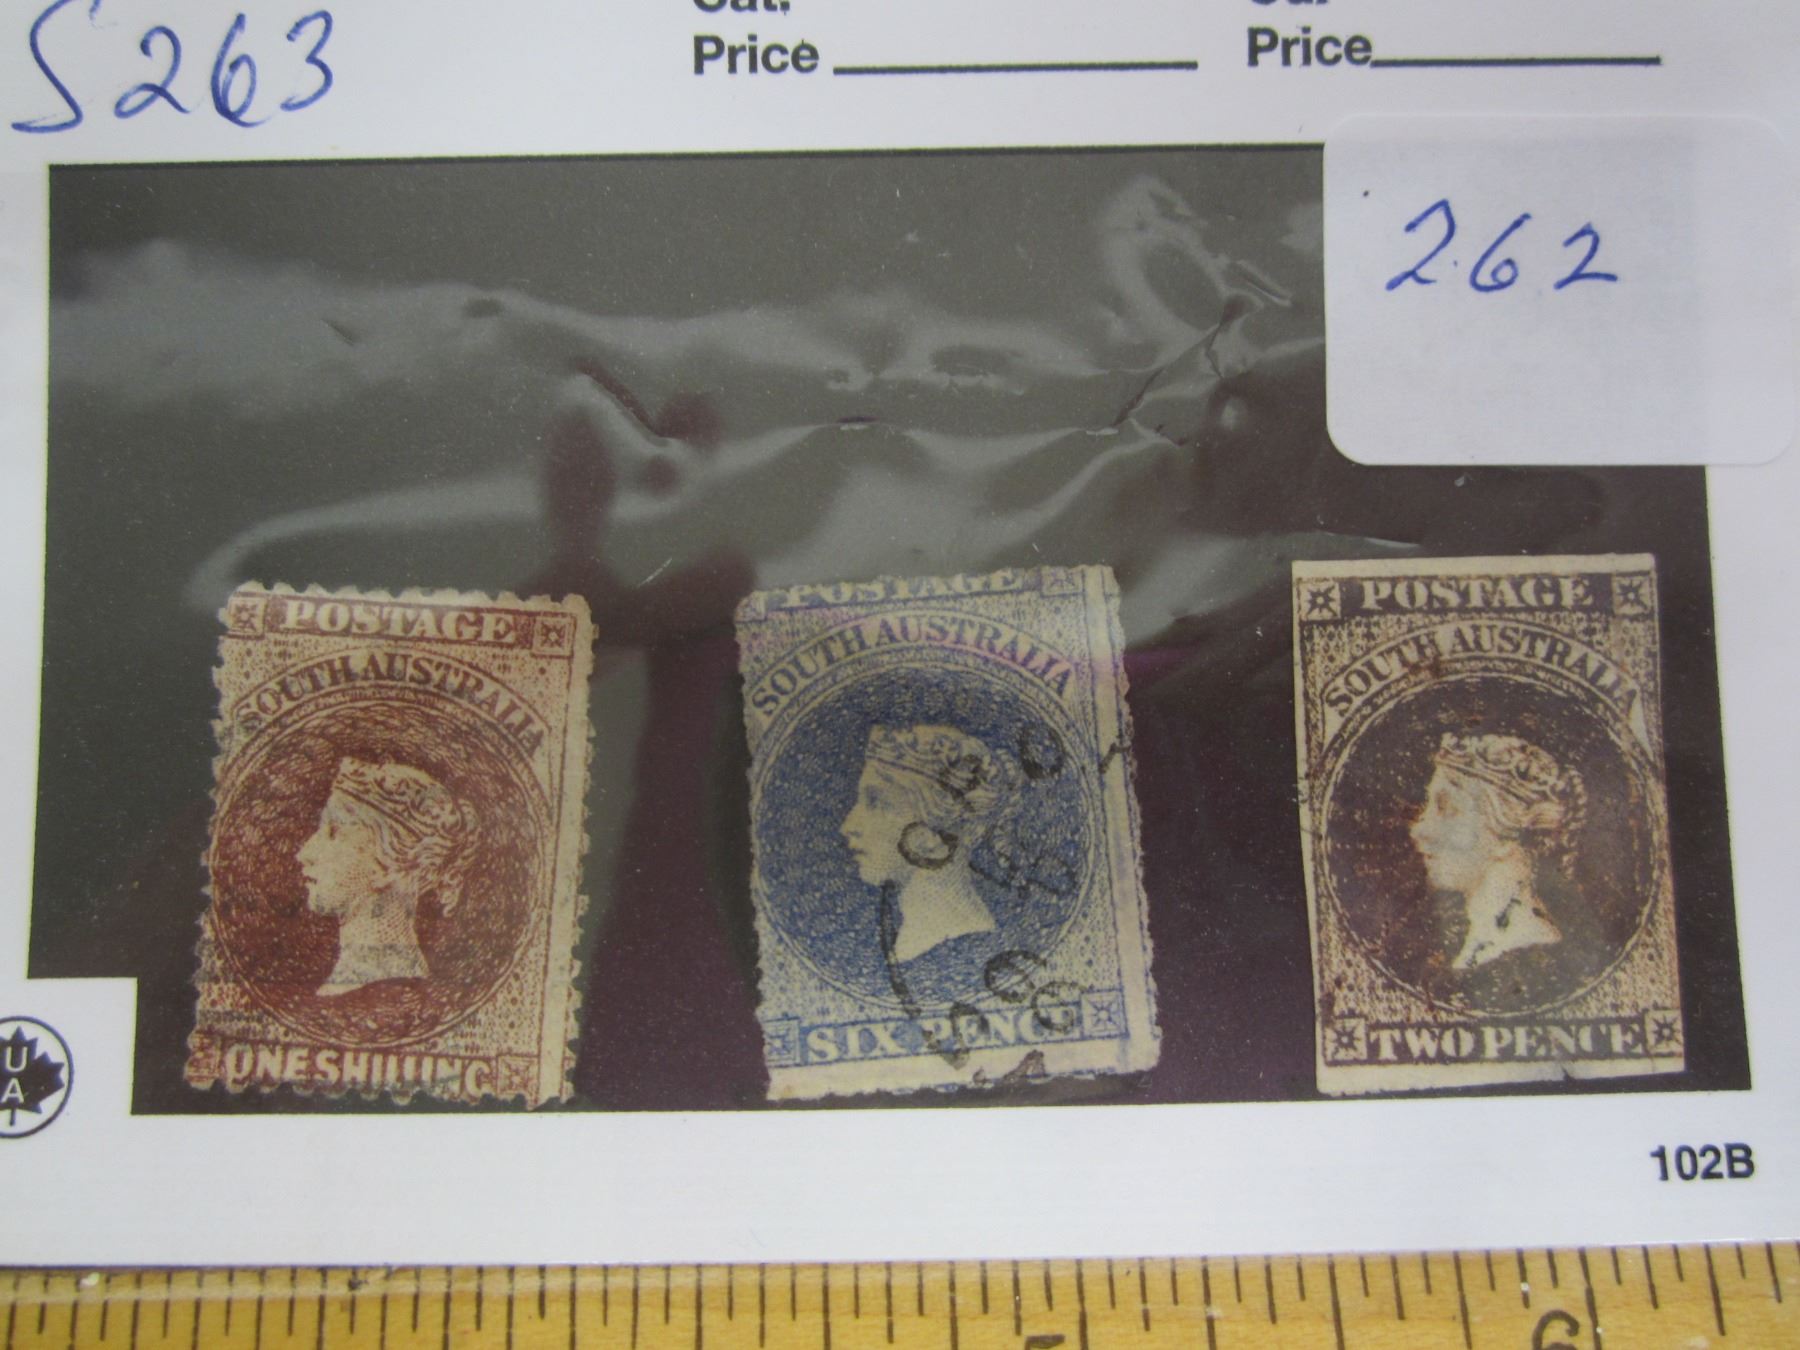 Cat.
Price
Price
S263
262
POSTAGE
SOUTH AUSTRALIA
ONE SHILLING
POSTAGE
SOUTH AUSTRALIA
SIX PENCE
POSTAGE
SOUTH AUSTRALIA
TWO PENCE
U
A
102B
5
6